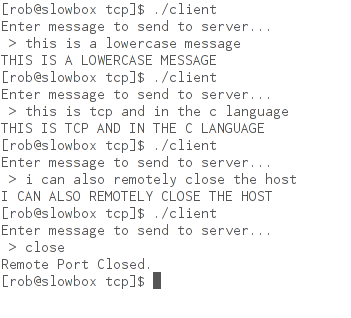 [rob@slowbox tcp]$ ./client
Enter message to send to server...
 > this is a lowercase message
THIS IS A LOWERCASE MESSAGE
[rob@slowbox tcp]$ ./client
Enter message to send to server...
 > this is tcp and in the c language
THIS IS TCP AND IN THE C LANGUAGE
[rob@slowbox tcp]$ ./client
Enter message to send to server...
 > i can also remotely close the host
I CAN ALSO REMOTELY CLOSE THE HOST
[rob@slowbox tcp]$ ./client
Enter message to send to server...
 > close
Remote Port Closed.
[rob@slowbox tcp]$